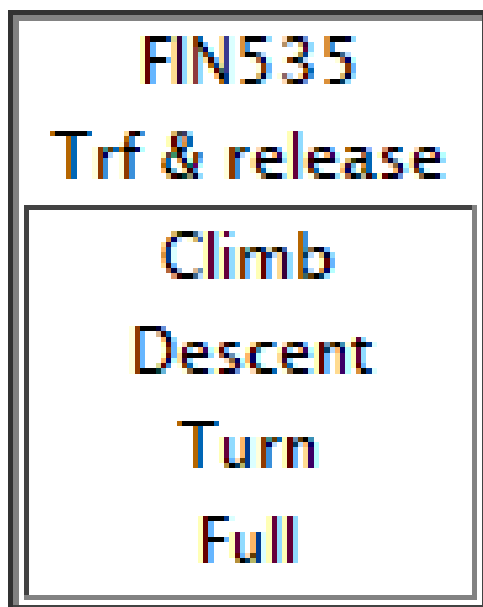 FIN535
Trf & release
Climb
Descent
Turn
Full